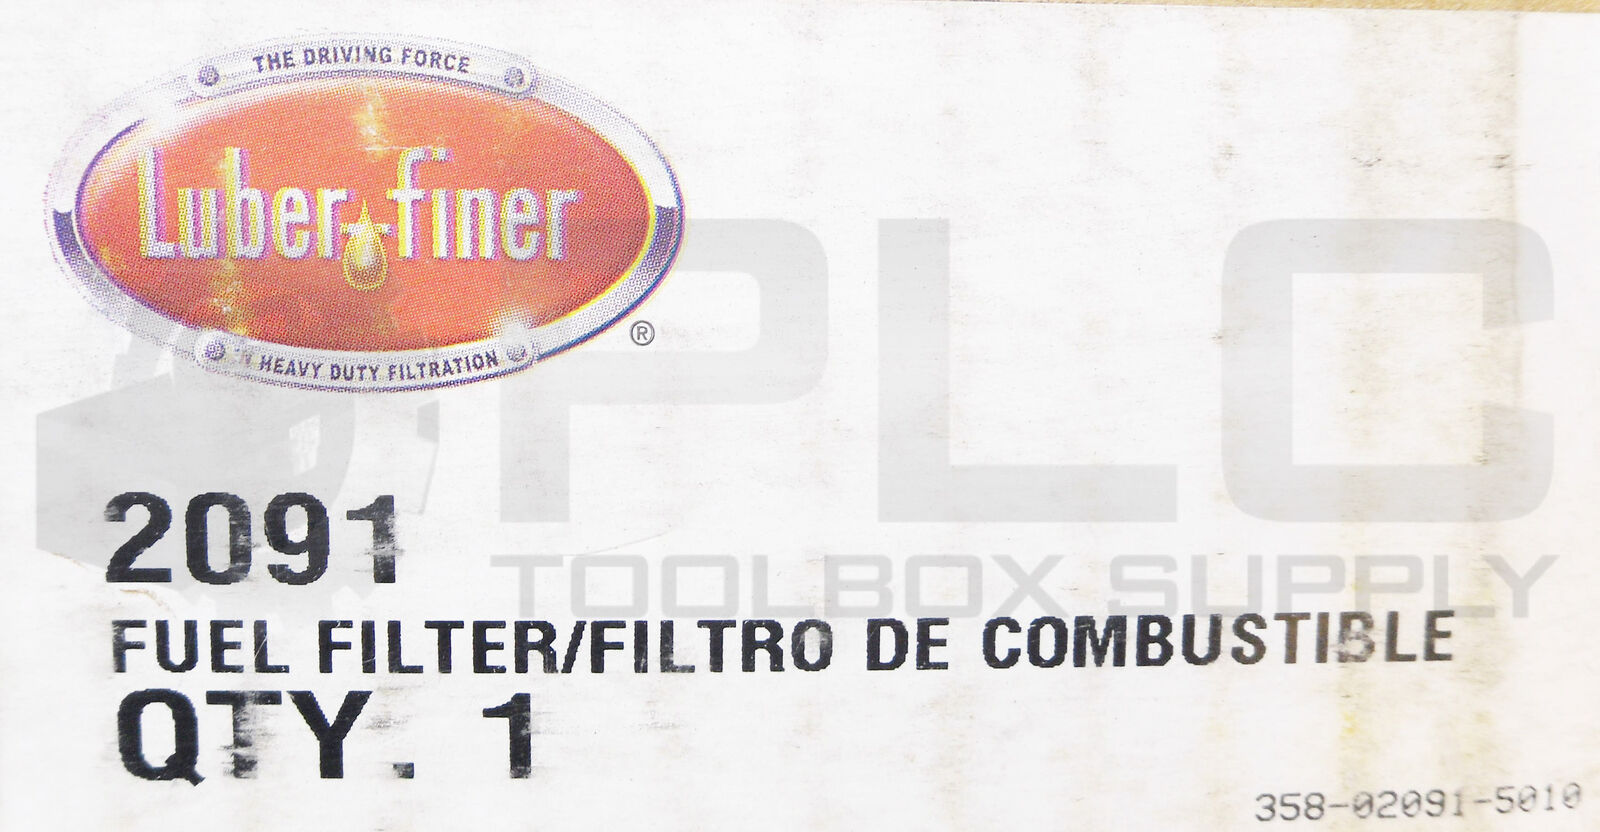 THE DRIVING FORCE
Luber-finer
®
HEAVY DUTY FILTRATION
PLC
TOOLBOX SUPPLY
2091
FUEL FILTER/FILTRO DE COMBUSTIBLE
QTY. 1
358-02091-5010